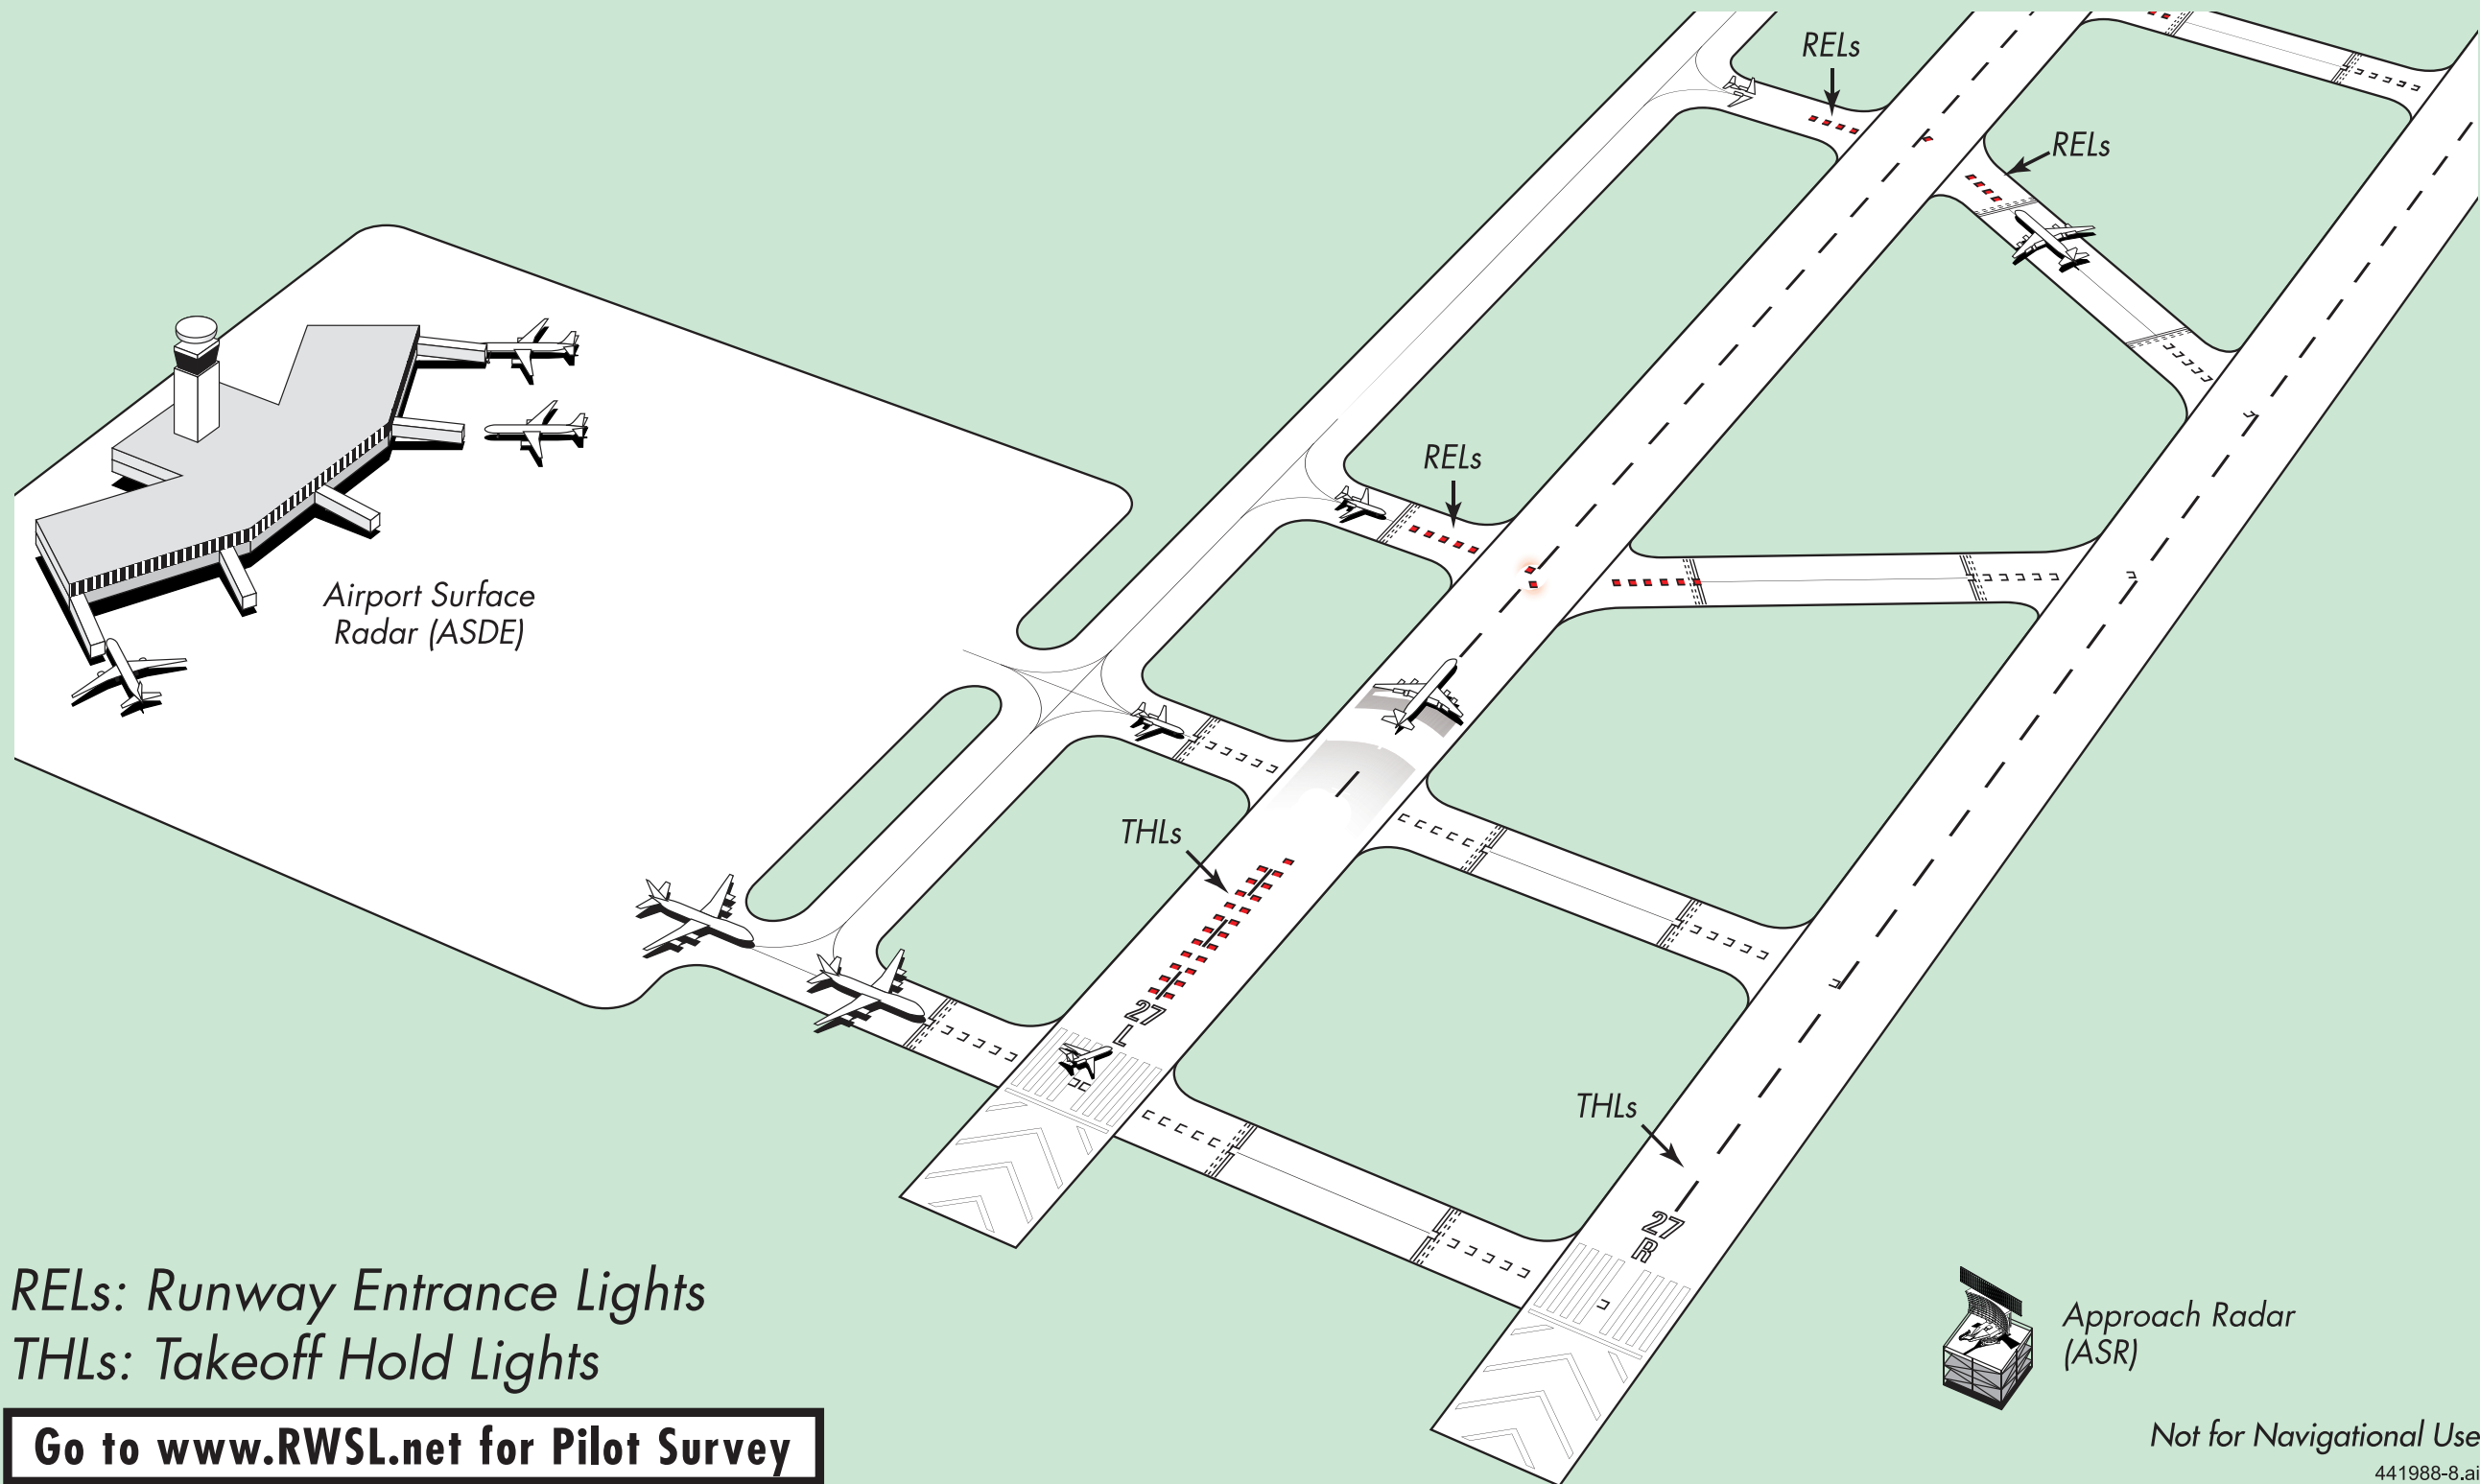 RELs
RELs
RELs
Airport Surface
Radar (ASDE)
THLs
27
L
THLs
27
R
RELs: Runway Entrance Lights
THLs: Takeoff Hold Lights
Approach Radar
(ASR)
Go to www.RWSL.net for Pilot Survey
Not for Navigational Use
441988-8.ai